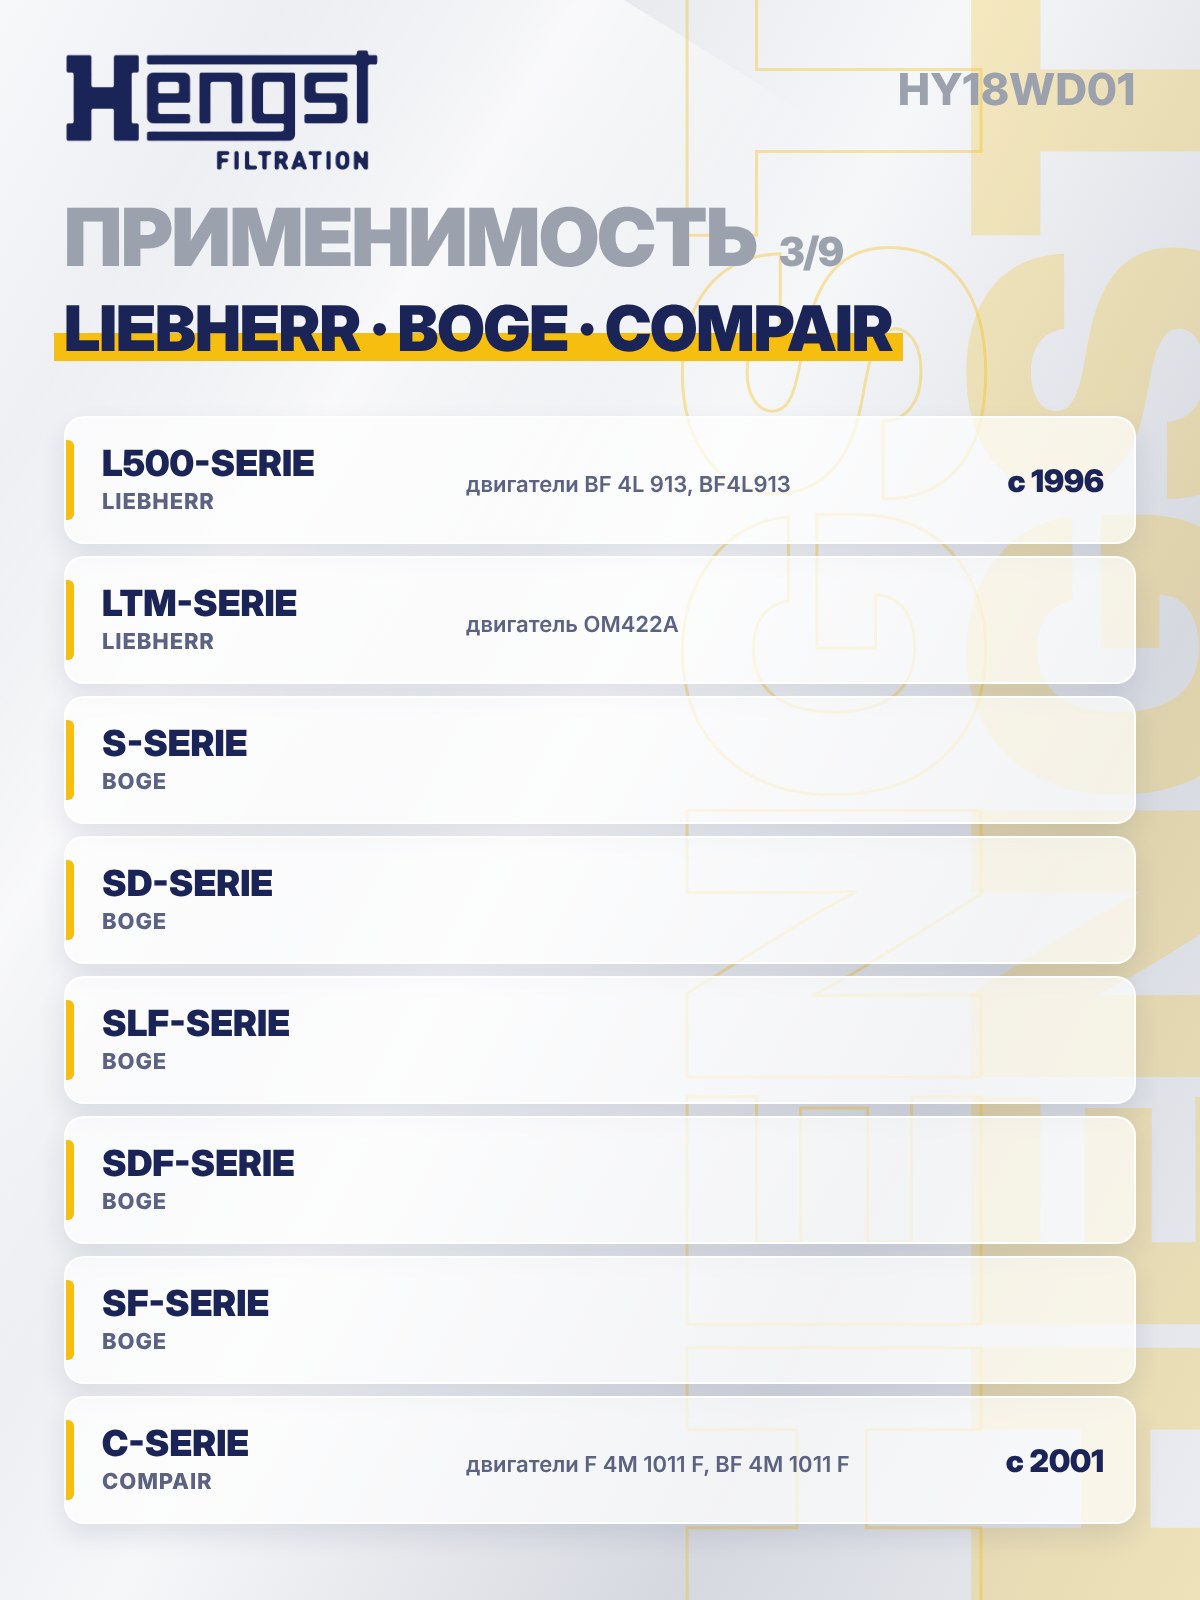 Hengst
FILTRATION
HY18WD01
ПРИМЕНИМОСТЬ 3/9
LIEBHERR · BOGE · COMPAIR
L500-SERIE
LIEBHERR
двигатели BF 4L 913, BF4L913
с 1996
LTM-SERIE
LIEBHERR
двигатель OM422A
S-SERIE
BOGE
SD-SERIE
BOGE
SLF-SERIE
BOGE
SDF-SERIE
BOGE
SF-SERIE
BOGE
C-SERIE
COMPAIR
двигатели F 4M 1011 F, BF 4M 1011 F
с 2001
HENGST
HENGST